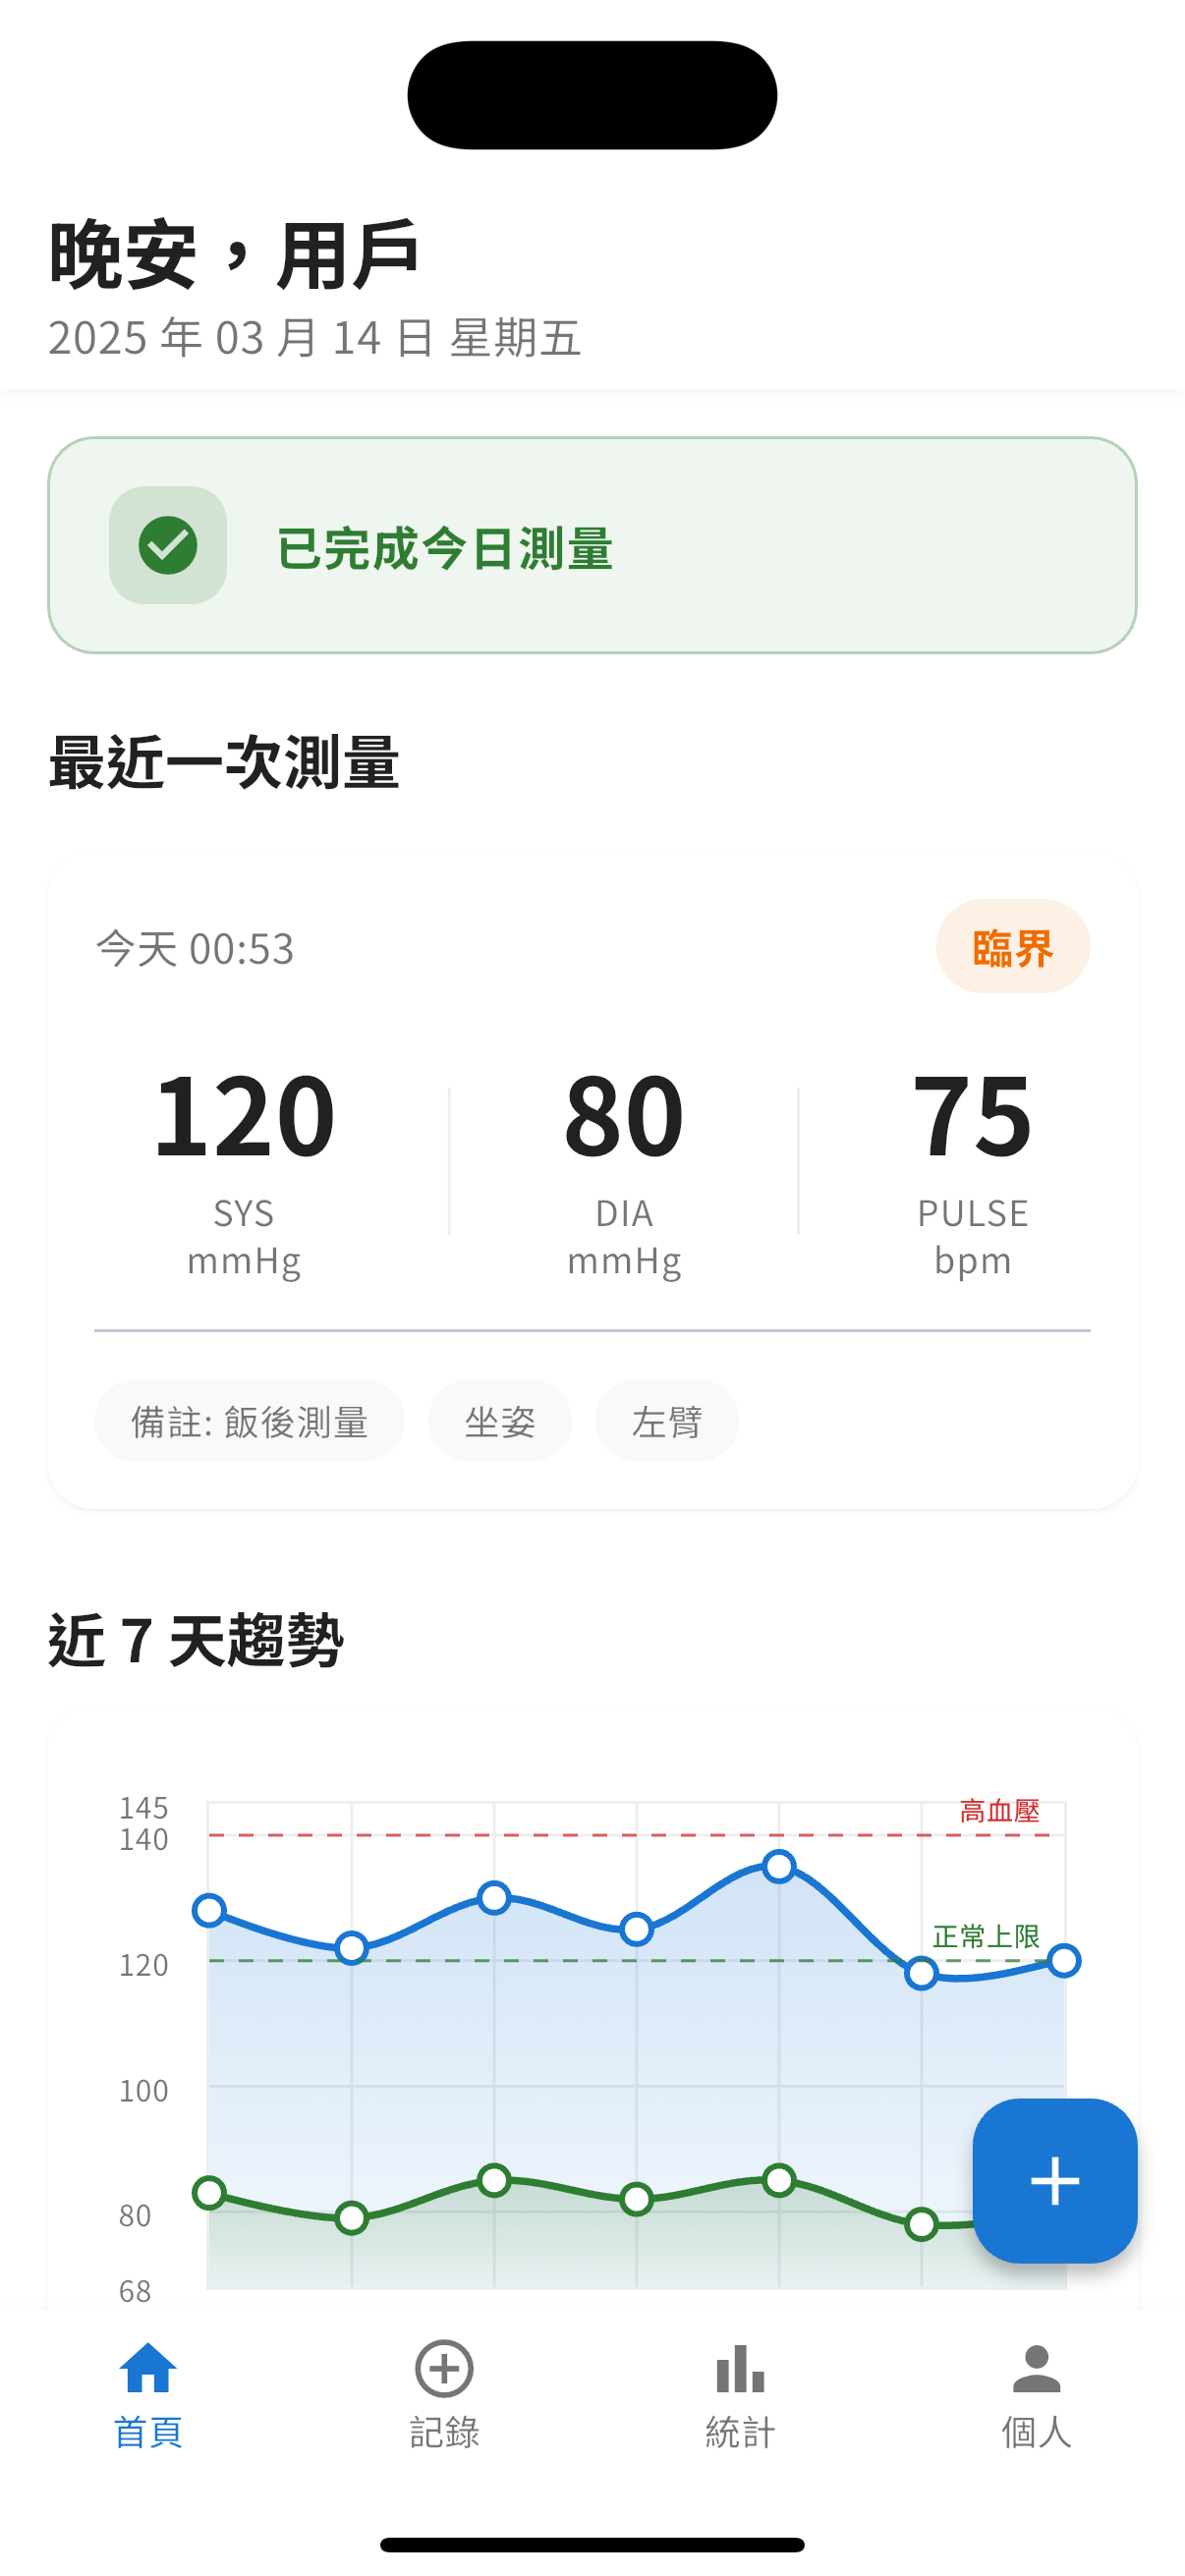 晚安，用戶
2025 年 03 月 14 日 星期五
已完成今日測量
最近一次測量
今天 00:53
臨界
120
80
75
SYS
DIA
PULSE
mmHg
mmHg
bpm
備註: 飯後測量
坐姿
左臂
近 7 天趨勢
145
高血壓
140
正常上限
120
100
80
68
首頁
記錄
統計
個人